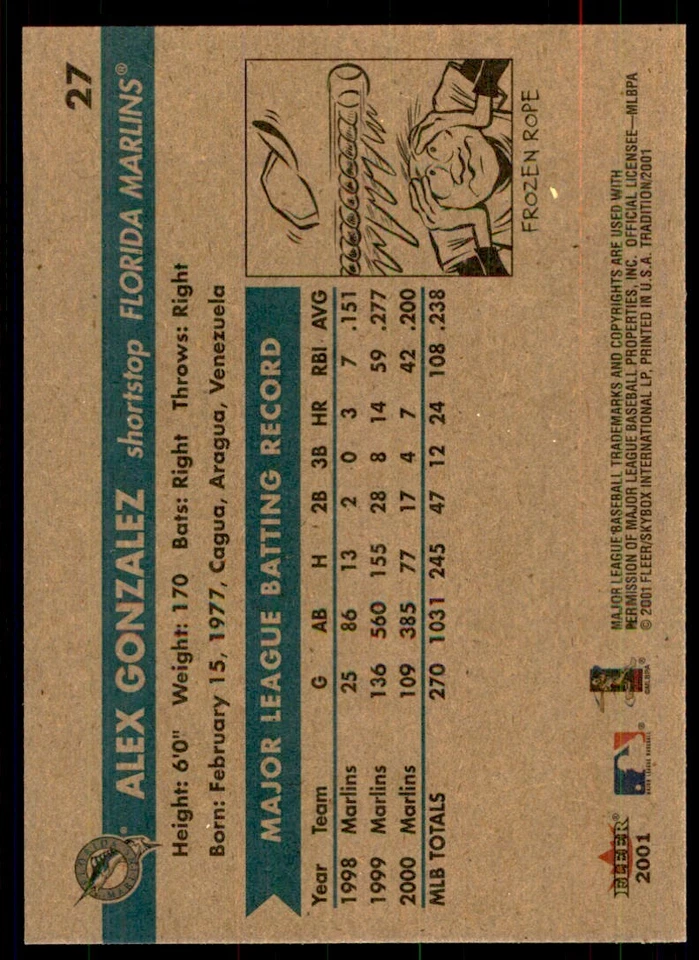 27
ALEX GONZALEZ shortstop FLORIDA MARLINS®
Height: 6'0" Weight: 170 Bats: Right Throws: Right
Born: February 15, 1977, Cagua, Aragua, Venezuela
MAJOR LEAGUE BATTING RECORD
Year Team G AB H 2B 3B HR RBI AVG
1998 Marlins 25 86 13 2 0 3 7 .151
1999 Marlins 136 560 155 28 8 14 59 .277
2000 Marlins 109 385 77 17 4 7 42 .200
MLB TOTALS 270 1031 245 47 12 24 108 .238
FROZEN ROPE
FLEER
2001
MAJOR LEAGUE BASEBALL TRADEMARKS AND COPYRIGHTS ARE USED WITH
PERMISSION OF MAJOR LEAGUE BASEBALL PROPERTIES, INC. OFFICIAL LICENSEE—MLBPA
© 2001 FLEER/SKYBOX INTERNATIONAL LP, PRINTED IN U.S.A. TRADITION/2001